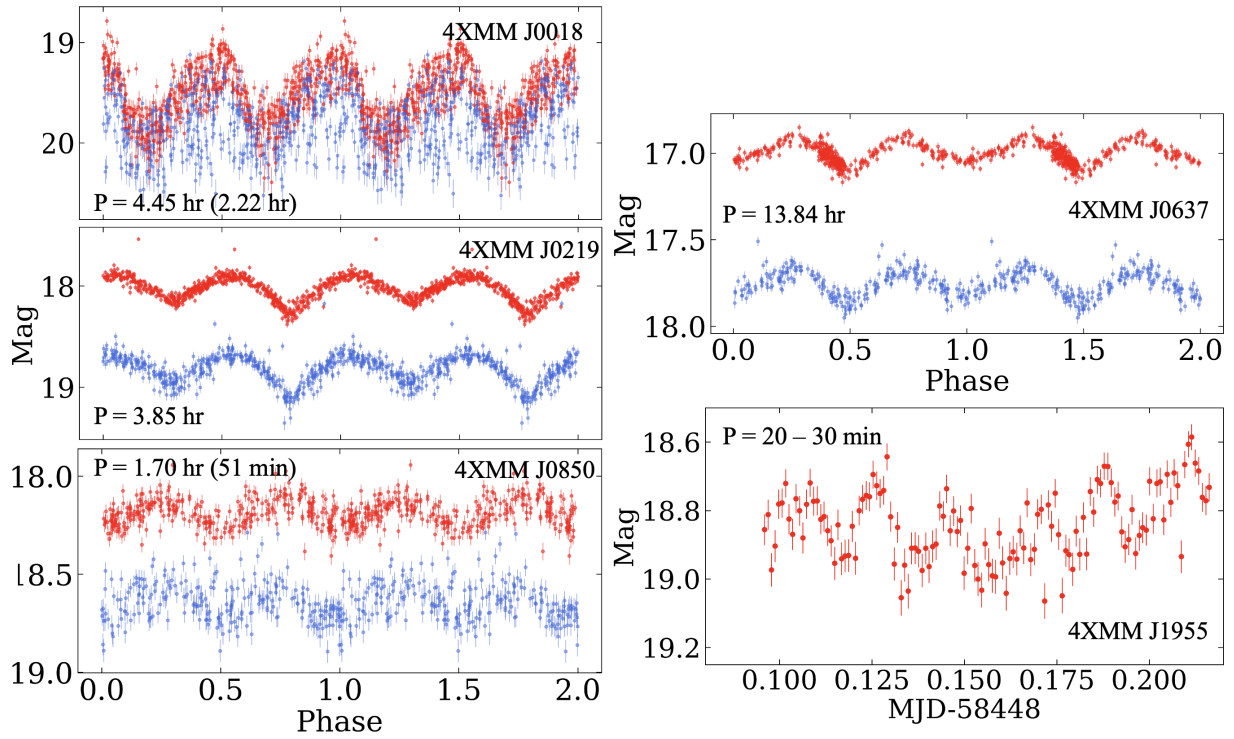 4XMM J0018
19
20
P = 4.45 hr (2.22 hr)
4XMM J0219
18
Mag
19
P = 3.85 hr
P = 1.70 hr (51 min)
4XMM J0850
18.0
18.5
19.0
0.0 0.5 1.0 1.5 2.0
Phase
17.0
P = 13.84 hr
4XMM J0637
Mag
17.5
18.0
0.0 0.5 1.0 1.5 2.0
Phase
P = 20 – 30 min
18.6
18.8
Mag
19.0
4XMM J1955
19.2
0.100 0.125 0.150 0.175 0.200
MJD-58448